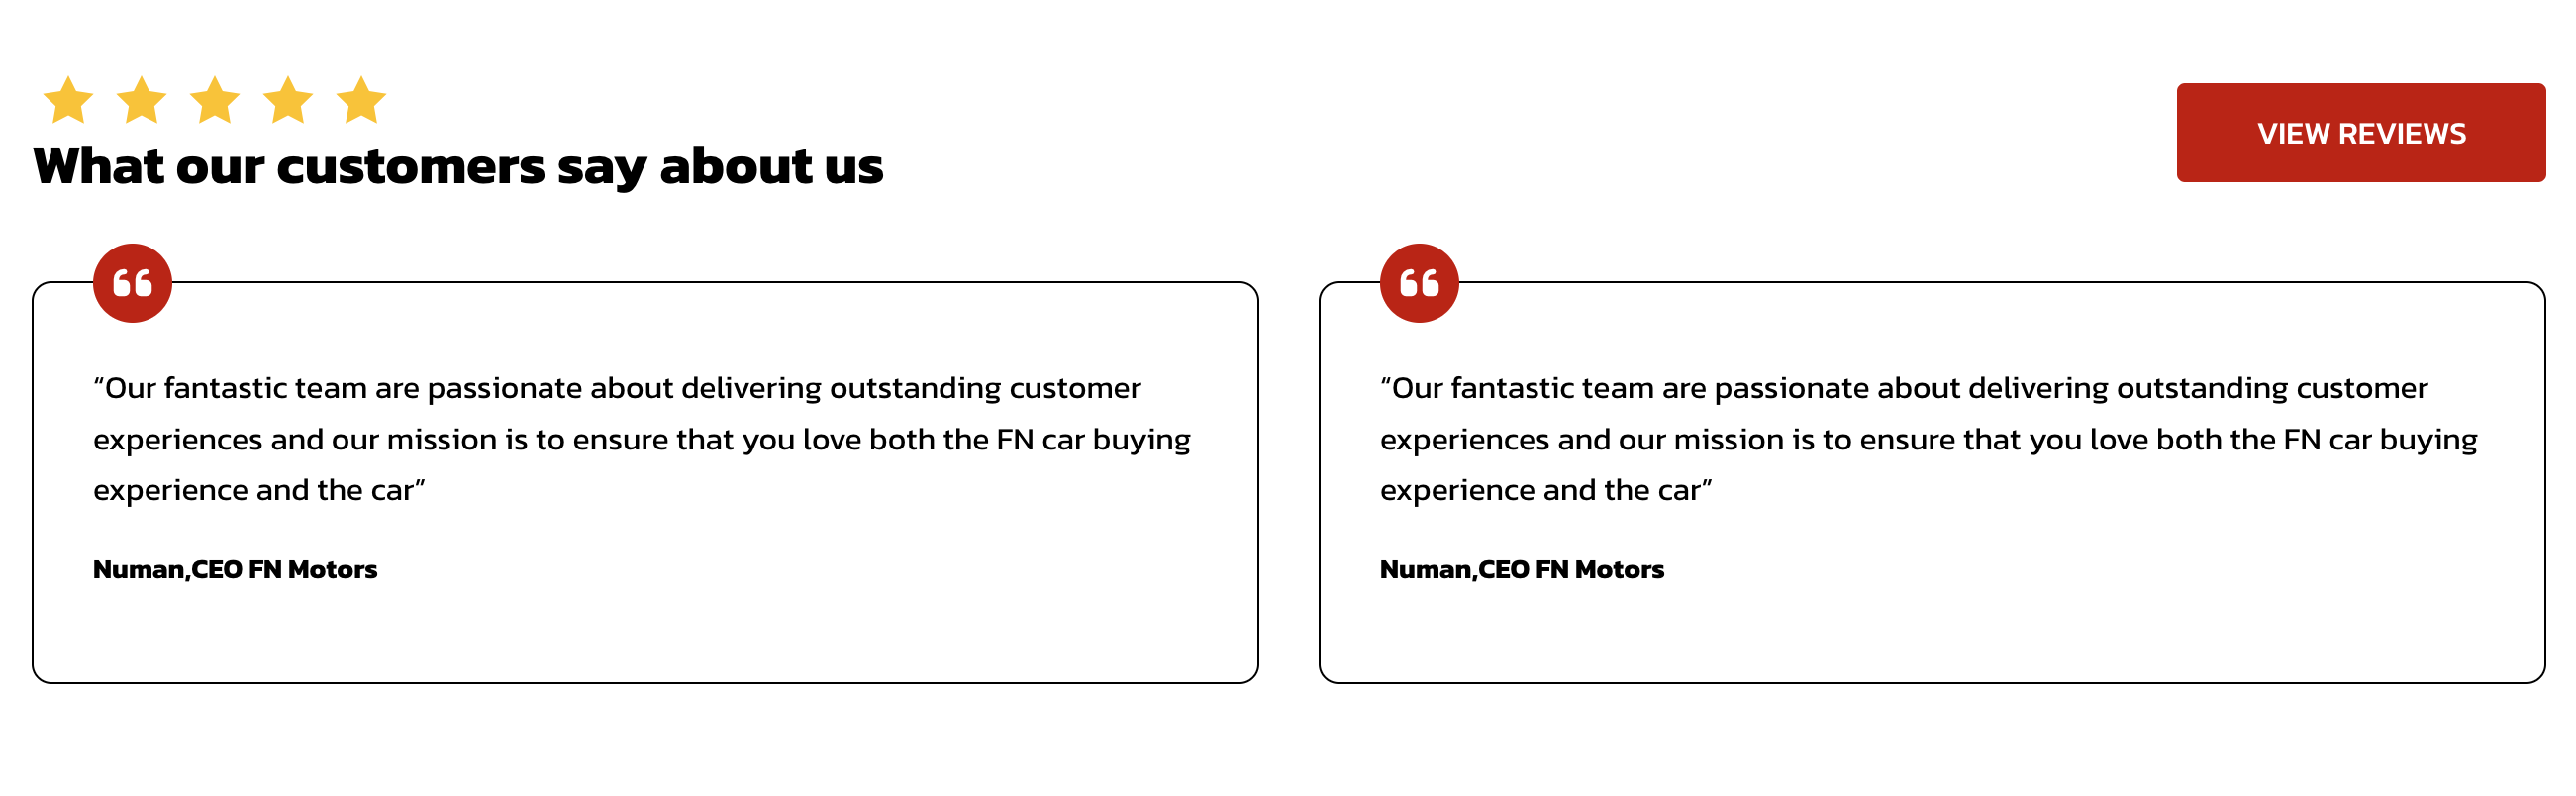 What our customers say about us
VIEW REVIEWS
“Our fantastic team are passionate about delivering outstanding customer
experiences and our mission is to ensure that you love both the FN car buying
experience and the car”
Numan,CEO FN Motors
“Our fantastic team are passionate about delivering outstanding customer
experiences and our mission is to ensure that you love both the FN car buying
experience and the car”
Numan,CEO FN Motors